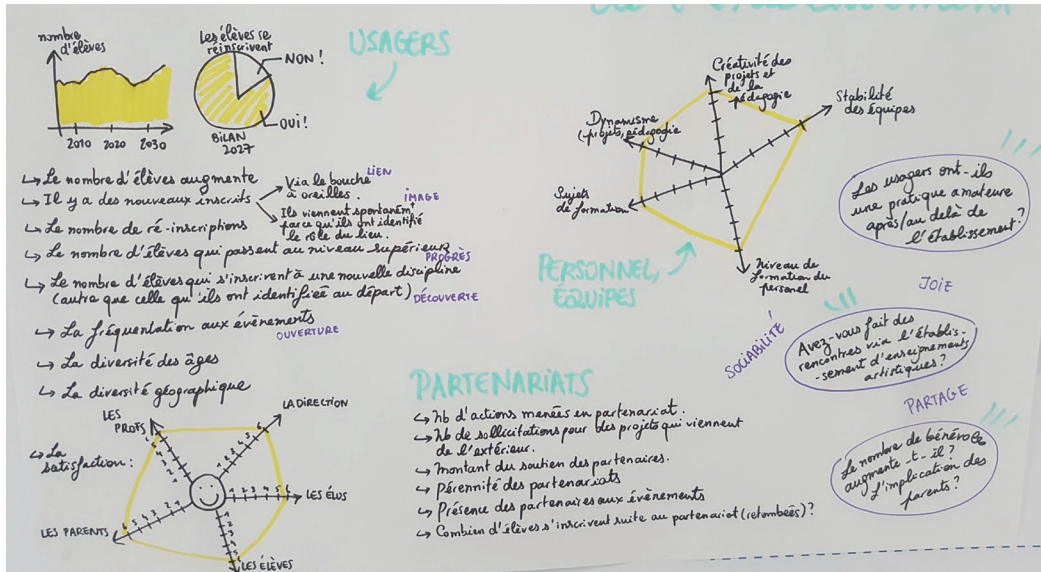 nombre
d'élèves
2010 2020 2030
Les élèves se
réinscrivent
NON!
OUI!
BILAN
2027
USAGERS
↳ Le nombre d'élèves augmente
↳ Il y a des nouveaux inscrits
Via le bouche
à oreilles.
LIEN
IMAGE
Ils viennent spontaném^t
parce qu'ils ont identifié
le rôle du lieu.
↳ Le nombre de ré-inscriptions
↳ Le nombre d'élèves qui passent au niveau supérieur
PROGRÈS
↳ Le nombre d'élèves qui s'inscrivent à une nouvelle discipline
(autre que celle qu'ils ont identifiée au départ)
DÉCOUVERTE
↳ La fréquentation aux évènements
OUVERTURE
↳ La diversité des âges
↳ La diversité géographique
↳ La
satisfaction:
LES
PROFS
LA DIRECTION
LES ÉLUS
LES ÉLÈVES
LES PARENTS
Créativité des
projets et
de la
pédagogie
Stabilité
des équipes
Dynamisme
projets, pédagogie
Sujets
de formation
Niveau de
formation du
personnel
PERSONNEL,
ÉQUIPES
PARTENARIATS
↳ Nb d'actions menées en partenariat.
↳ Nb de sollicitations pour des projets qui viennent
de l'extérieur.
↳ Montant du soutien des partenaires.
↳ Pérennité des partenariats
↳ Présence des partenaires aux évènements
↳ Combien d'élèves s'inscrivent suite au partenariat (retombées)?
Les usagers ont-ils
une pratique amateure
après/au delà de
l'établissement?
JOIE
SOCIABILITÉ
Avez-vous fait des
rencontres via l'établis-
-sement d'enseignements
artistiques?
PARTAGE
Le nombre de bénévoles
augmente-t-il?
L'implication des
parents?